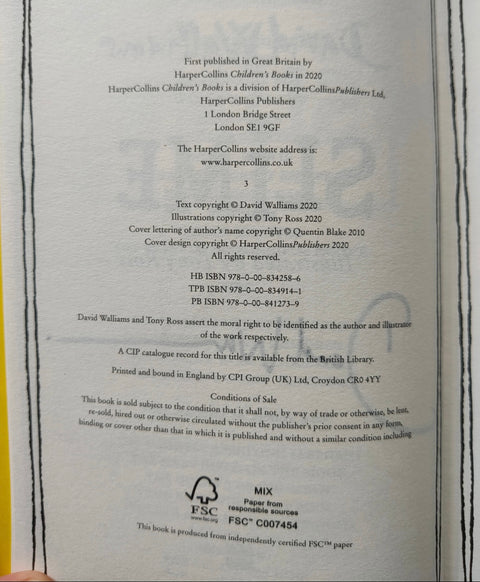 First published in Great Britain by
HarperCollins Children's Books in 2020
HarperCollins Children's Books is a division of HarperCollinsPublishers Ltd,
HarperCollins Publishers
1 London Bridge Street
London SE1 9GF
The HarperCollins website address is:
www.harpercollins.co.uk
3
Text copyright © David Walliams 2020
Illustrations copyright © Tony Ross 2020
Cover lettering of author's name copyright © Quentin Blake 2010
Cover design copyright © HarperCollinsPublishers 2020
All rights reserved.
HB ISBN 978–0–00–834258–6
TPB ISBN 978–0–00–834914–1
PB ISBN 978–0–00–841273–9
David Walliams and Tony Ross assert the moral right to be identified as the author and illustrator
of the work respectively.
A CIP catalogue record for this title is available from the British Library.
Printed and bound in England by CPI Group (UK) Ltd, Croydon CR0 4YY
Conditions of Sale
This book is sold subject to the condition that it shall not, by way of trade or otherwise, be lent,
re-sold, hired out or otherwise circulated without the publisher's prior consent in any form,
binding or cover other than that in which it is published and without a similar condition including
FSC
www.fsc.org
MIX
Paper from
responsible sources
FSC™ C007454
This book is produced from independently certified FSC™ paper